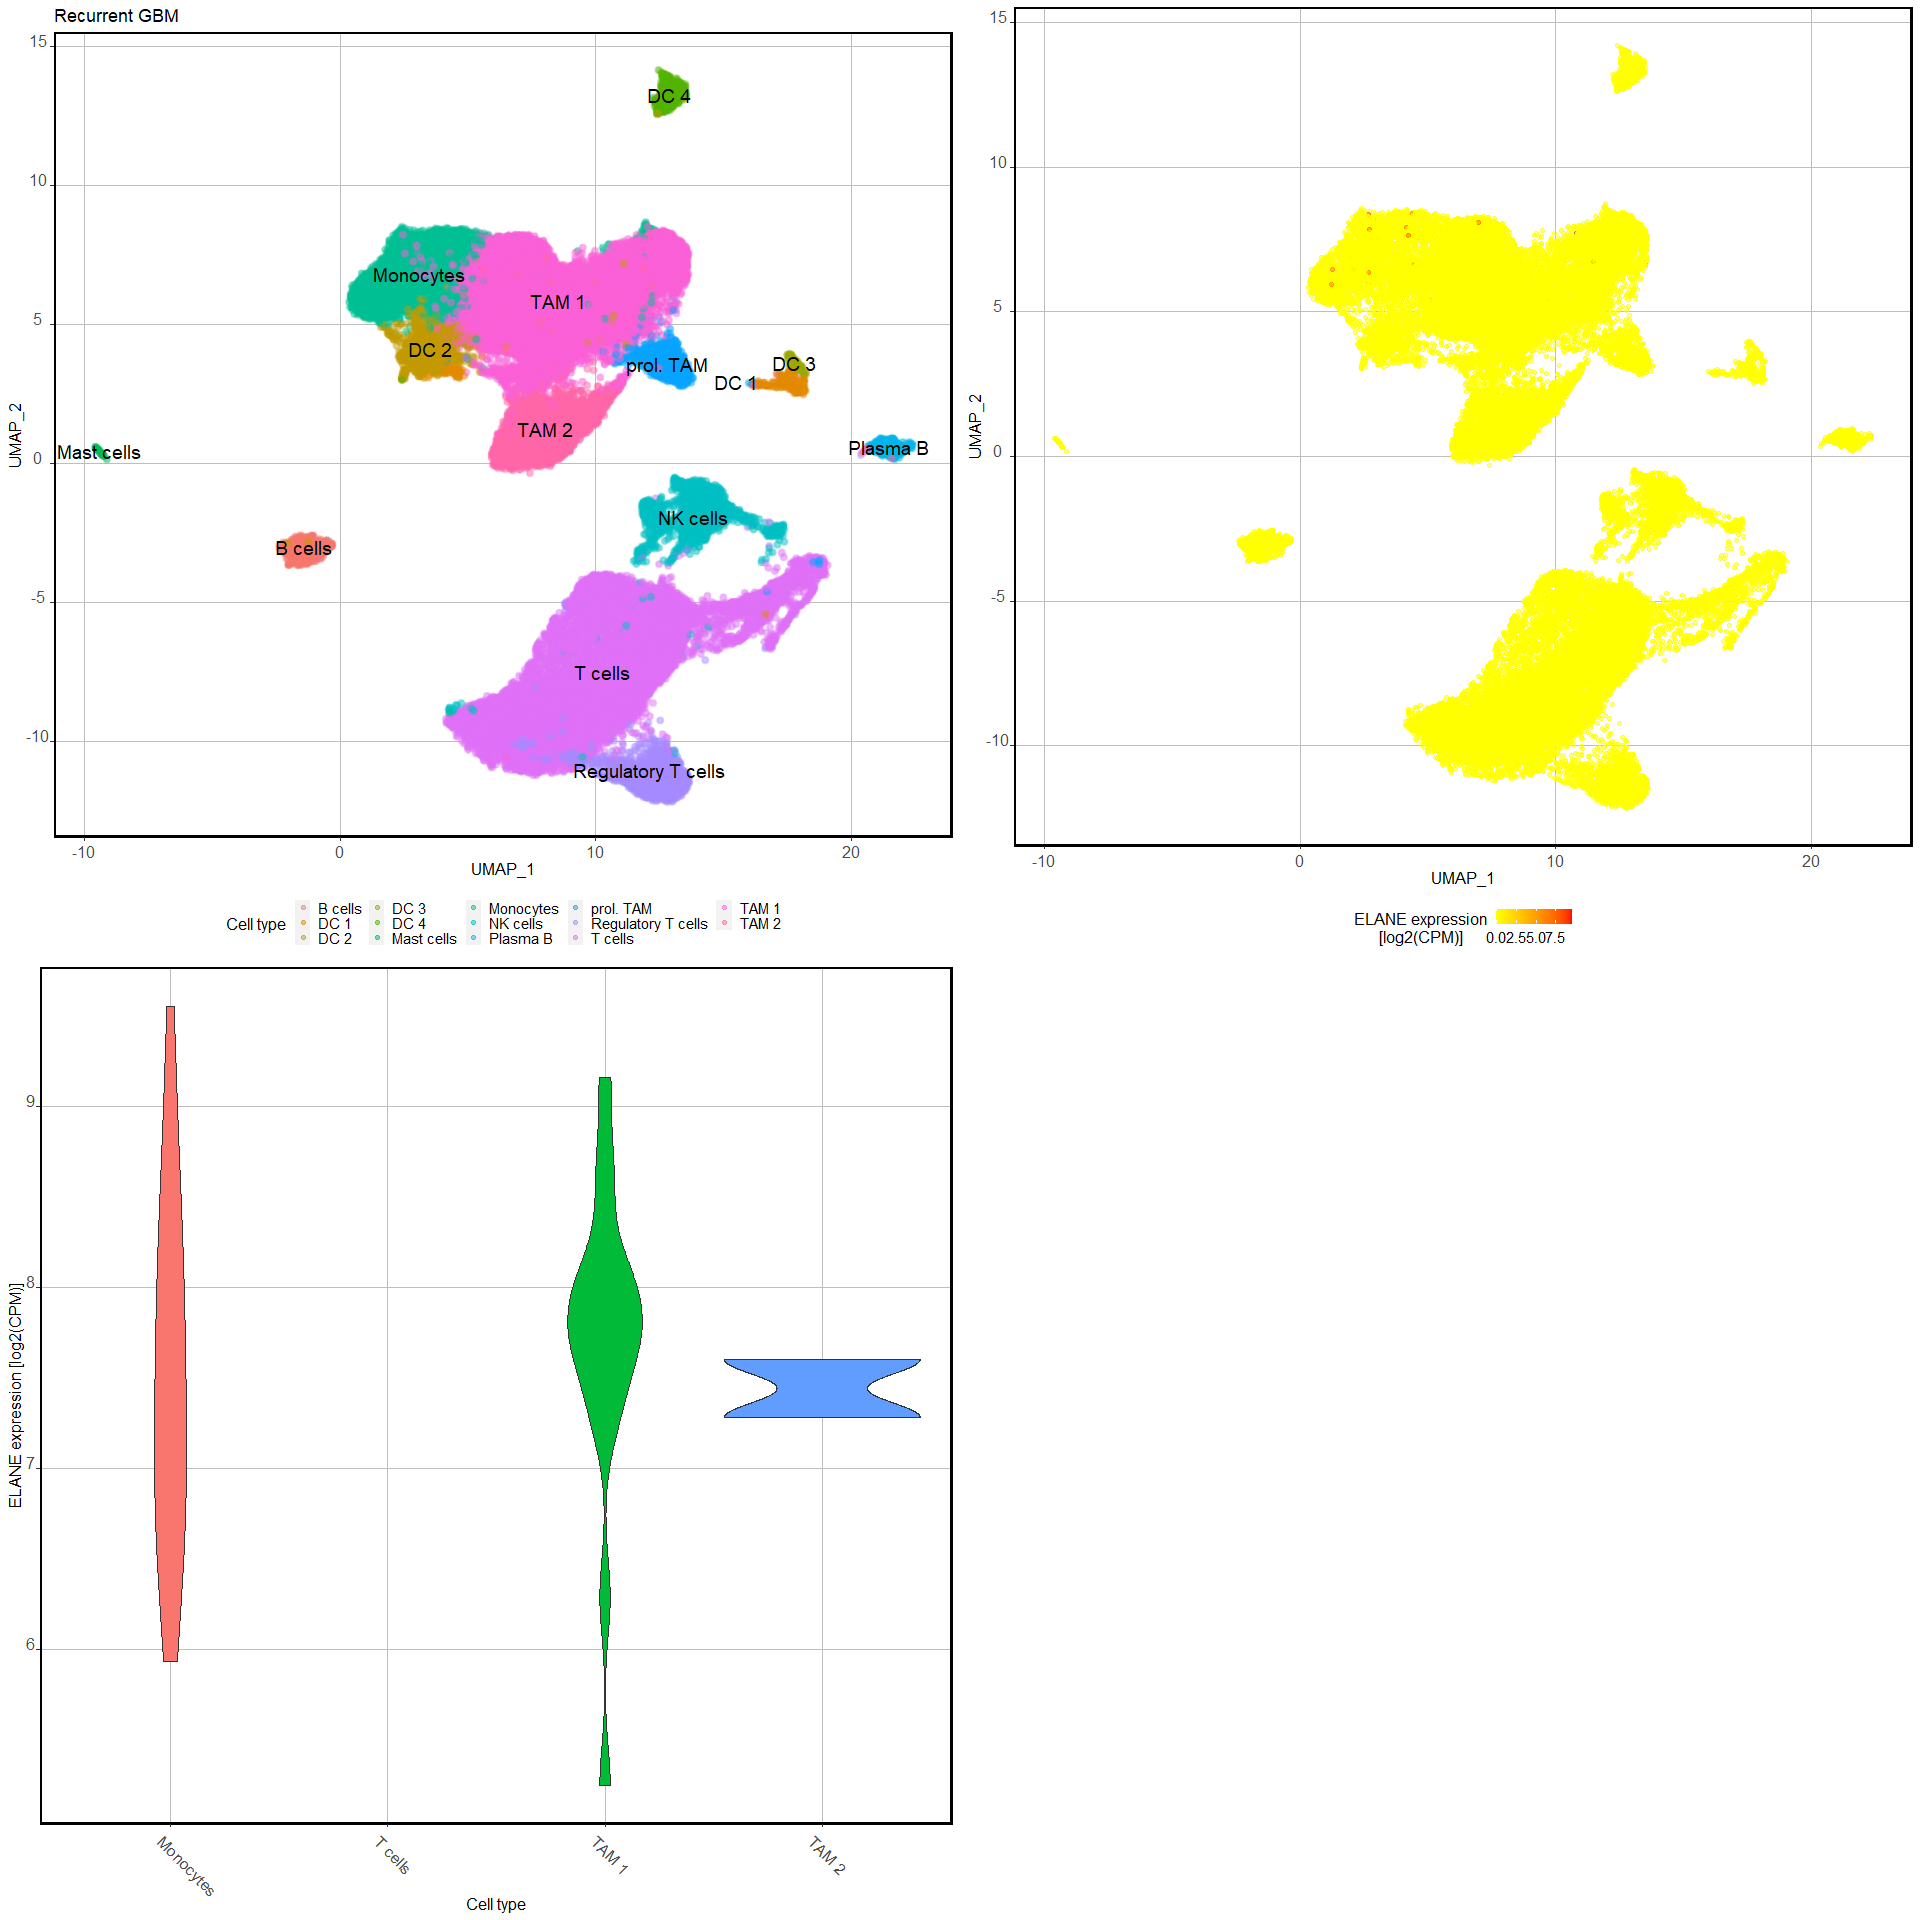 Recurrent GBM
15
10
5
0
-5
-10
UMAP_2
DC 4
Monocytes
TAM 1
DC 2
prol. TAM
DC 3
DC 1
TAM 2
Mast cells
Plasma B
NK cells
B cells
T cells
Regulatory T cells
-10 0 10 20
UMAP_1
Cell type
B cells DC 3 Monocytes prol. TAM TAM 1
DC 1 DC 4 NK cells Regulatory T cells TAM 2
DC 2 Mast cells Plasma B T cells
15
10
5
0
-5
-10
UMAP_2
-10 0 10 20
UMAP_1
ELANE expression
[log2(CPM)] 0.02.55.07.5
9
8
7
6
ELANE expression [log2(CPM)]
Monocytes T cells TAM 1 TAM 2
Cell type